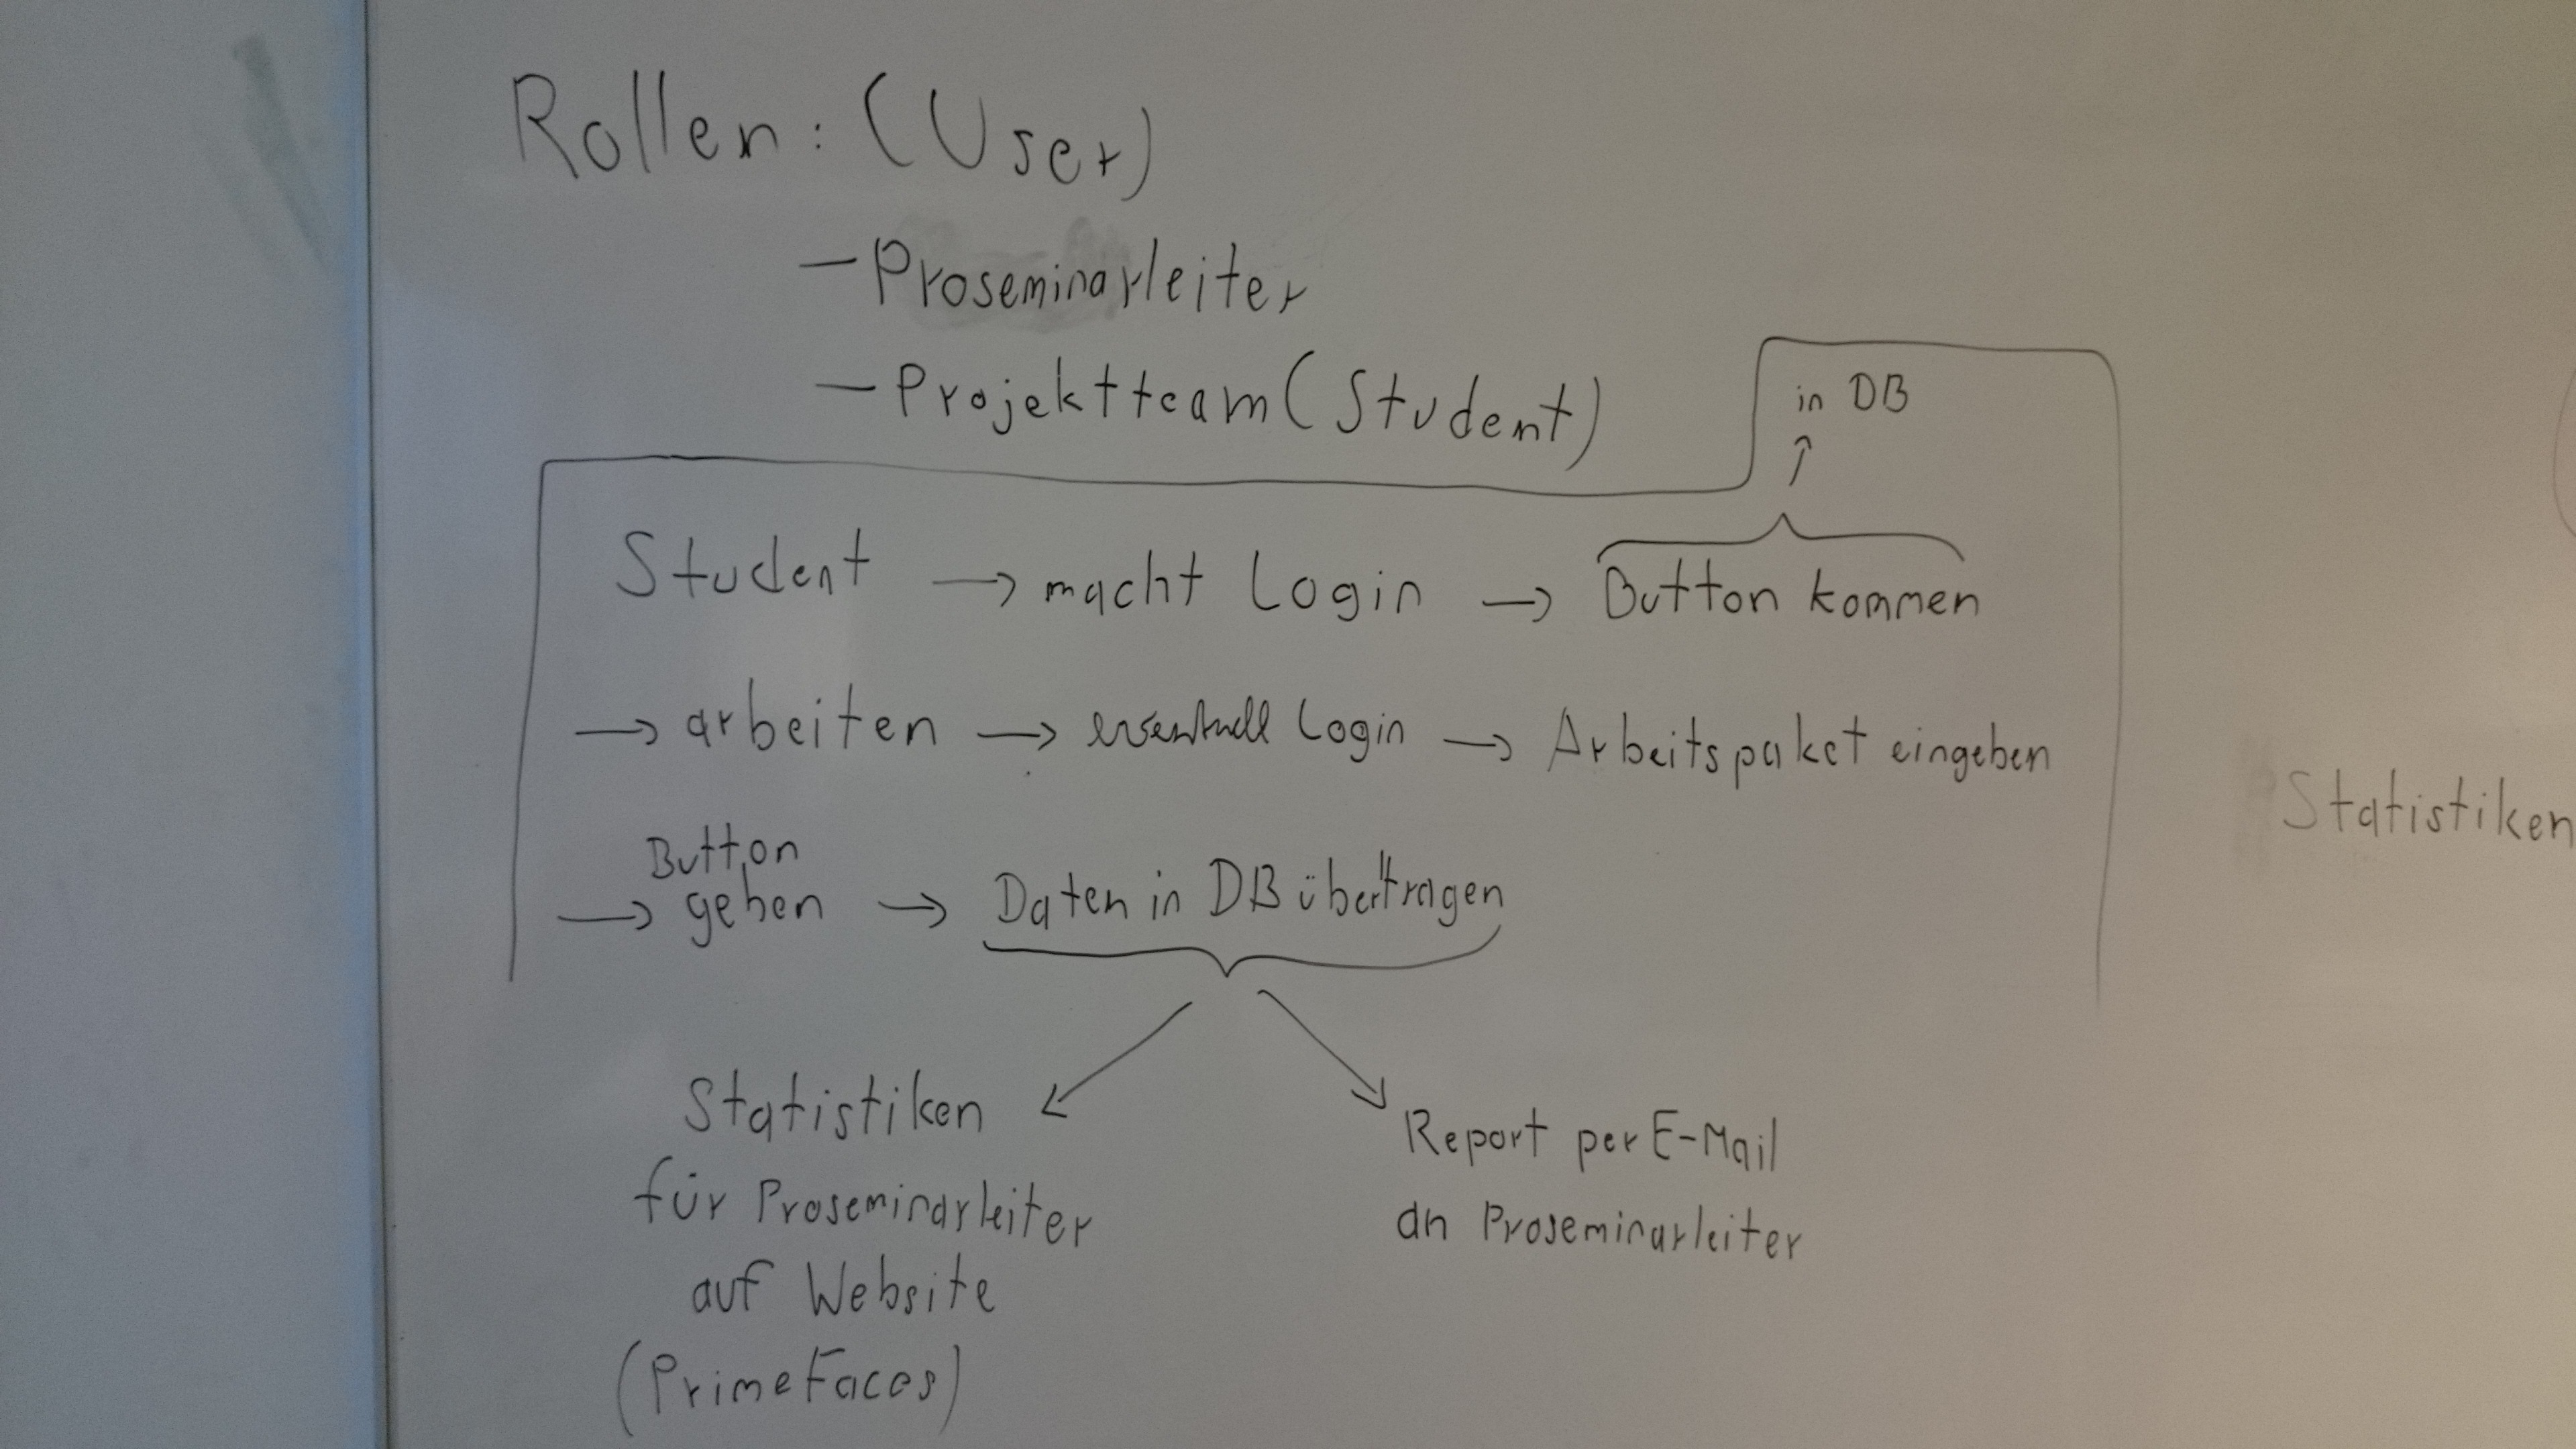 Rollen: (User)
- Proseminarleiter
- Projektteam (Student)
in DB
Student → macht Login → Button kommen
→ arbeiten → eventuell Login → Arbeitspaket eingeben
Button
→ gehen → Daten in DB übertragen
Statistiken
Statistiken
für Proseminarleiter
auf Website
(PrimeFaces)
Report per E-Mail
an Proseminarleiter